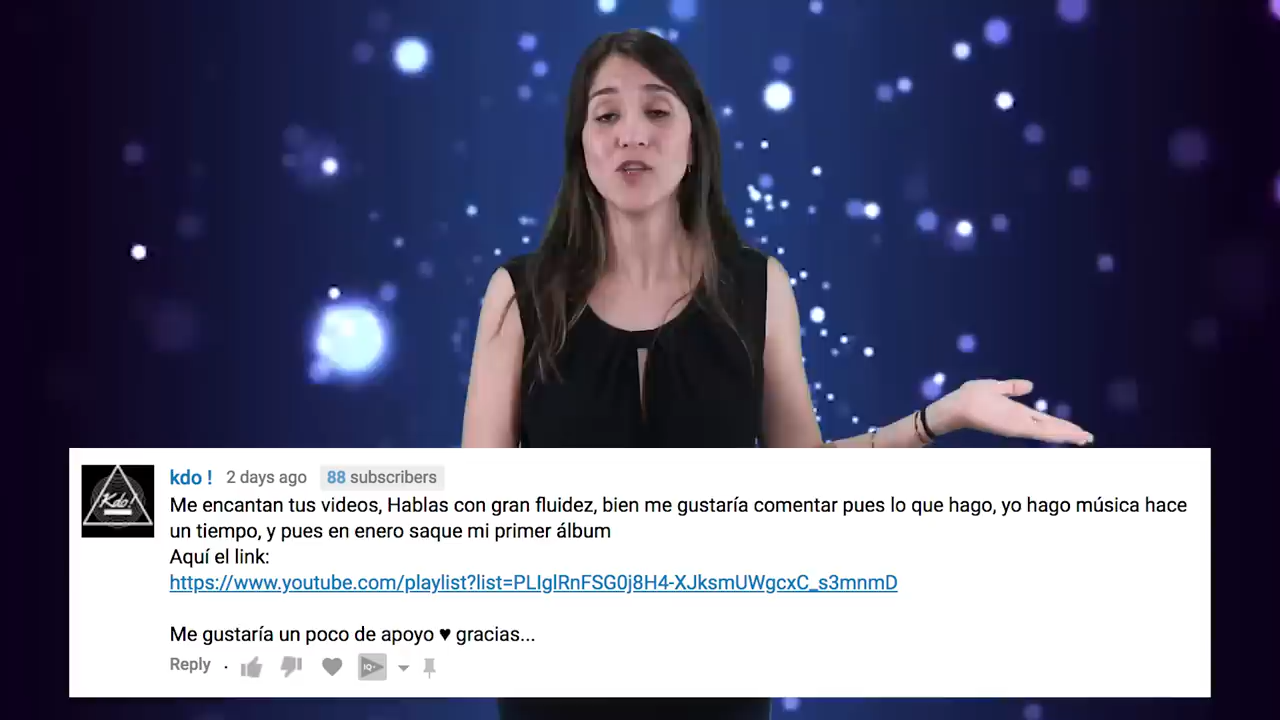 kdo ! 2 days ago 88 subscribers
Me encantan tus videos, Hablas con gran fluidez, bien me gustaría comentar pues lo que hago, yo hago música hace
un tiempo, y pues en enero saque mi primer álbum
Aquí el link:
https://www.youtube.com/playlist?list=PLIglRnFSG0j8H4-XJksmUWgcxC_s3mnmD
Me gustaría un poco de apoyo ♥ gracias...
Reply
Kdo!
IQ